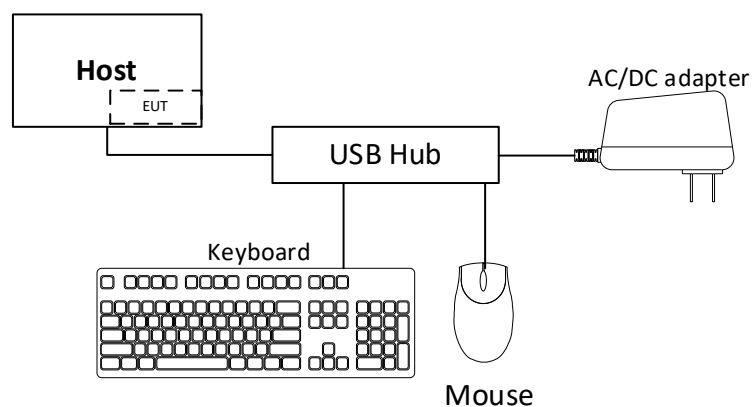 Host
EUT
AC/DC adapter
USB Hub
Keyboard
Mouse